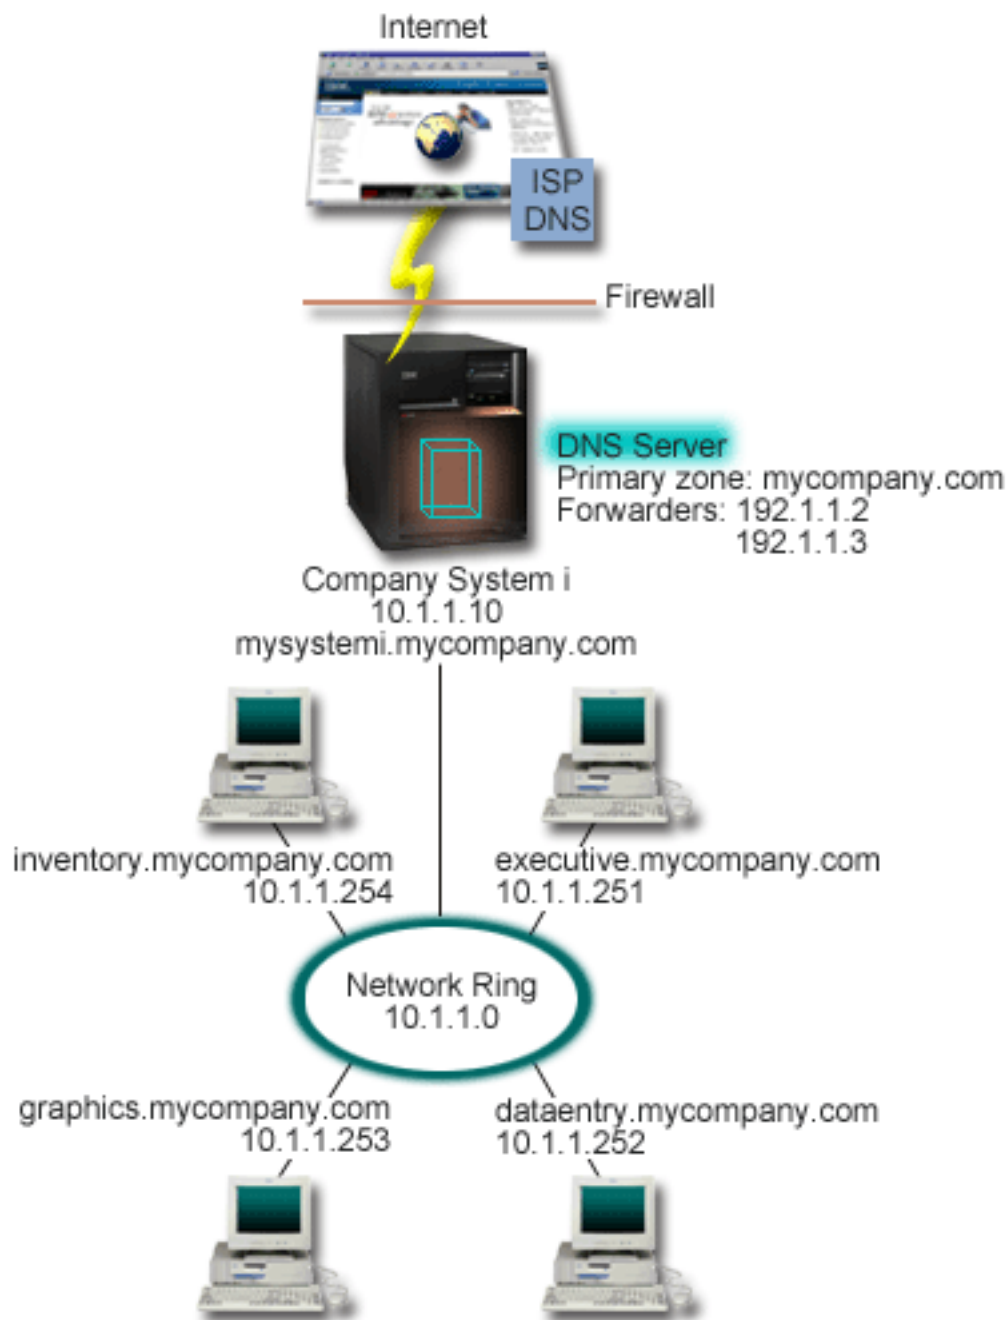 Internet
ISP
DNS
Firewall
DNS Server
Primary zone: mycompany.com
Forwarders: 192.1.1.2
192.1.1.3
Company System i
10.1.1.10
mysystemi.mycompany.com
inventory.mycompany.com
10.1.1.254
executive.mycompany.com
10.1.1.251
Network Ring
10.1.1.0
graphics.mycompany.com
10.1.1.253
dataentry.mycompany.com
10.1.1.252